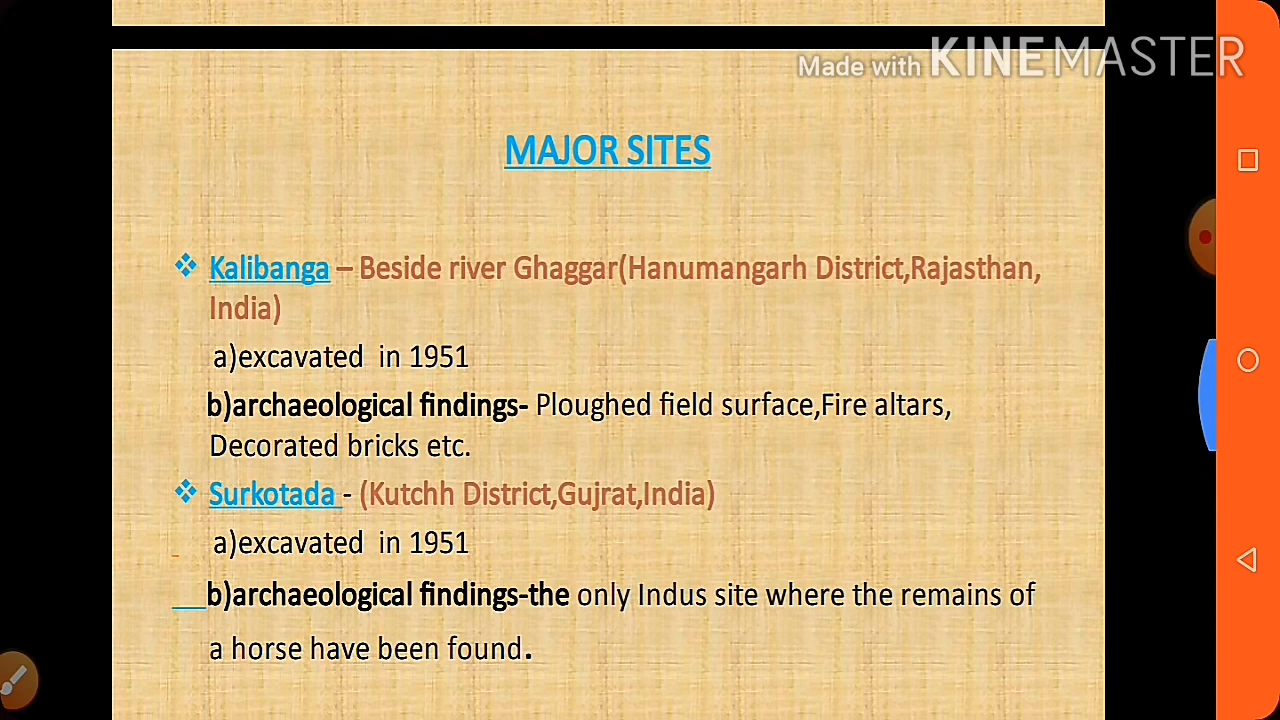 Made with KINEMASTER
MAJOR SITES
❖ Kalibanga – Beside river Ghaggar(Hanumangarh District,Rajasthan,
India)
a)excavated in 1951
b)archaeological findings- Ploughed field surface,Fire altars,
Decorated bricks etc.
❖ Surkotada - (Kutchh District,Gujrat,India)
a)excavated in 1951
b)archaeological findings-the only Indus site where the remains of
a horse have been found.